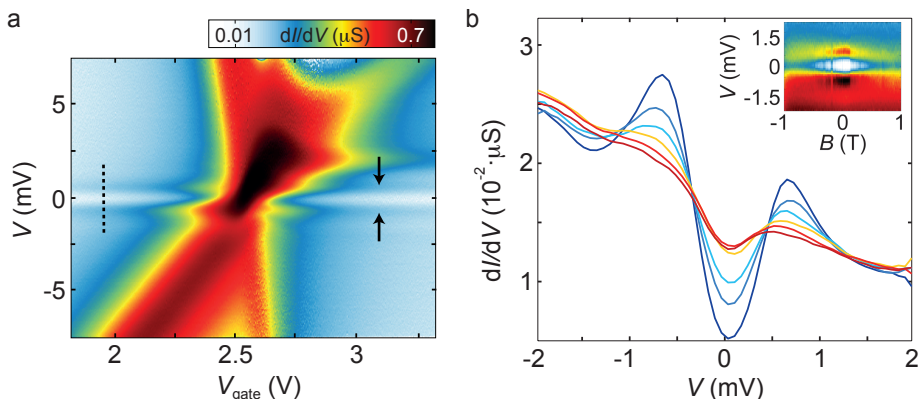 a
0.01 dI/dV (μS) 0.7
5
0
-5
V (mV)
2 2.5 3
V_gate (V)
b
3
2
1
dI/dV (10⁻²·μS)
-2 -1 0 1 2
V (mV)
1.5
0
-1.5
V (mV)
-1 0 1
B (T)